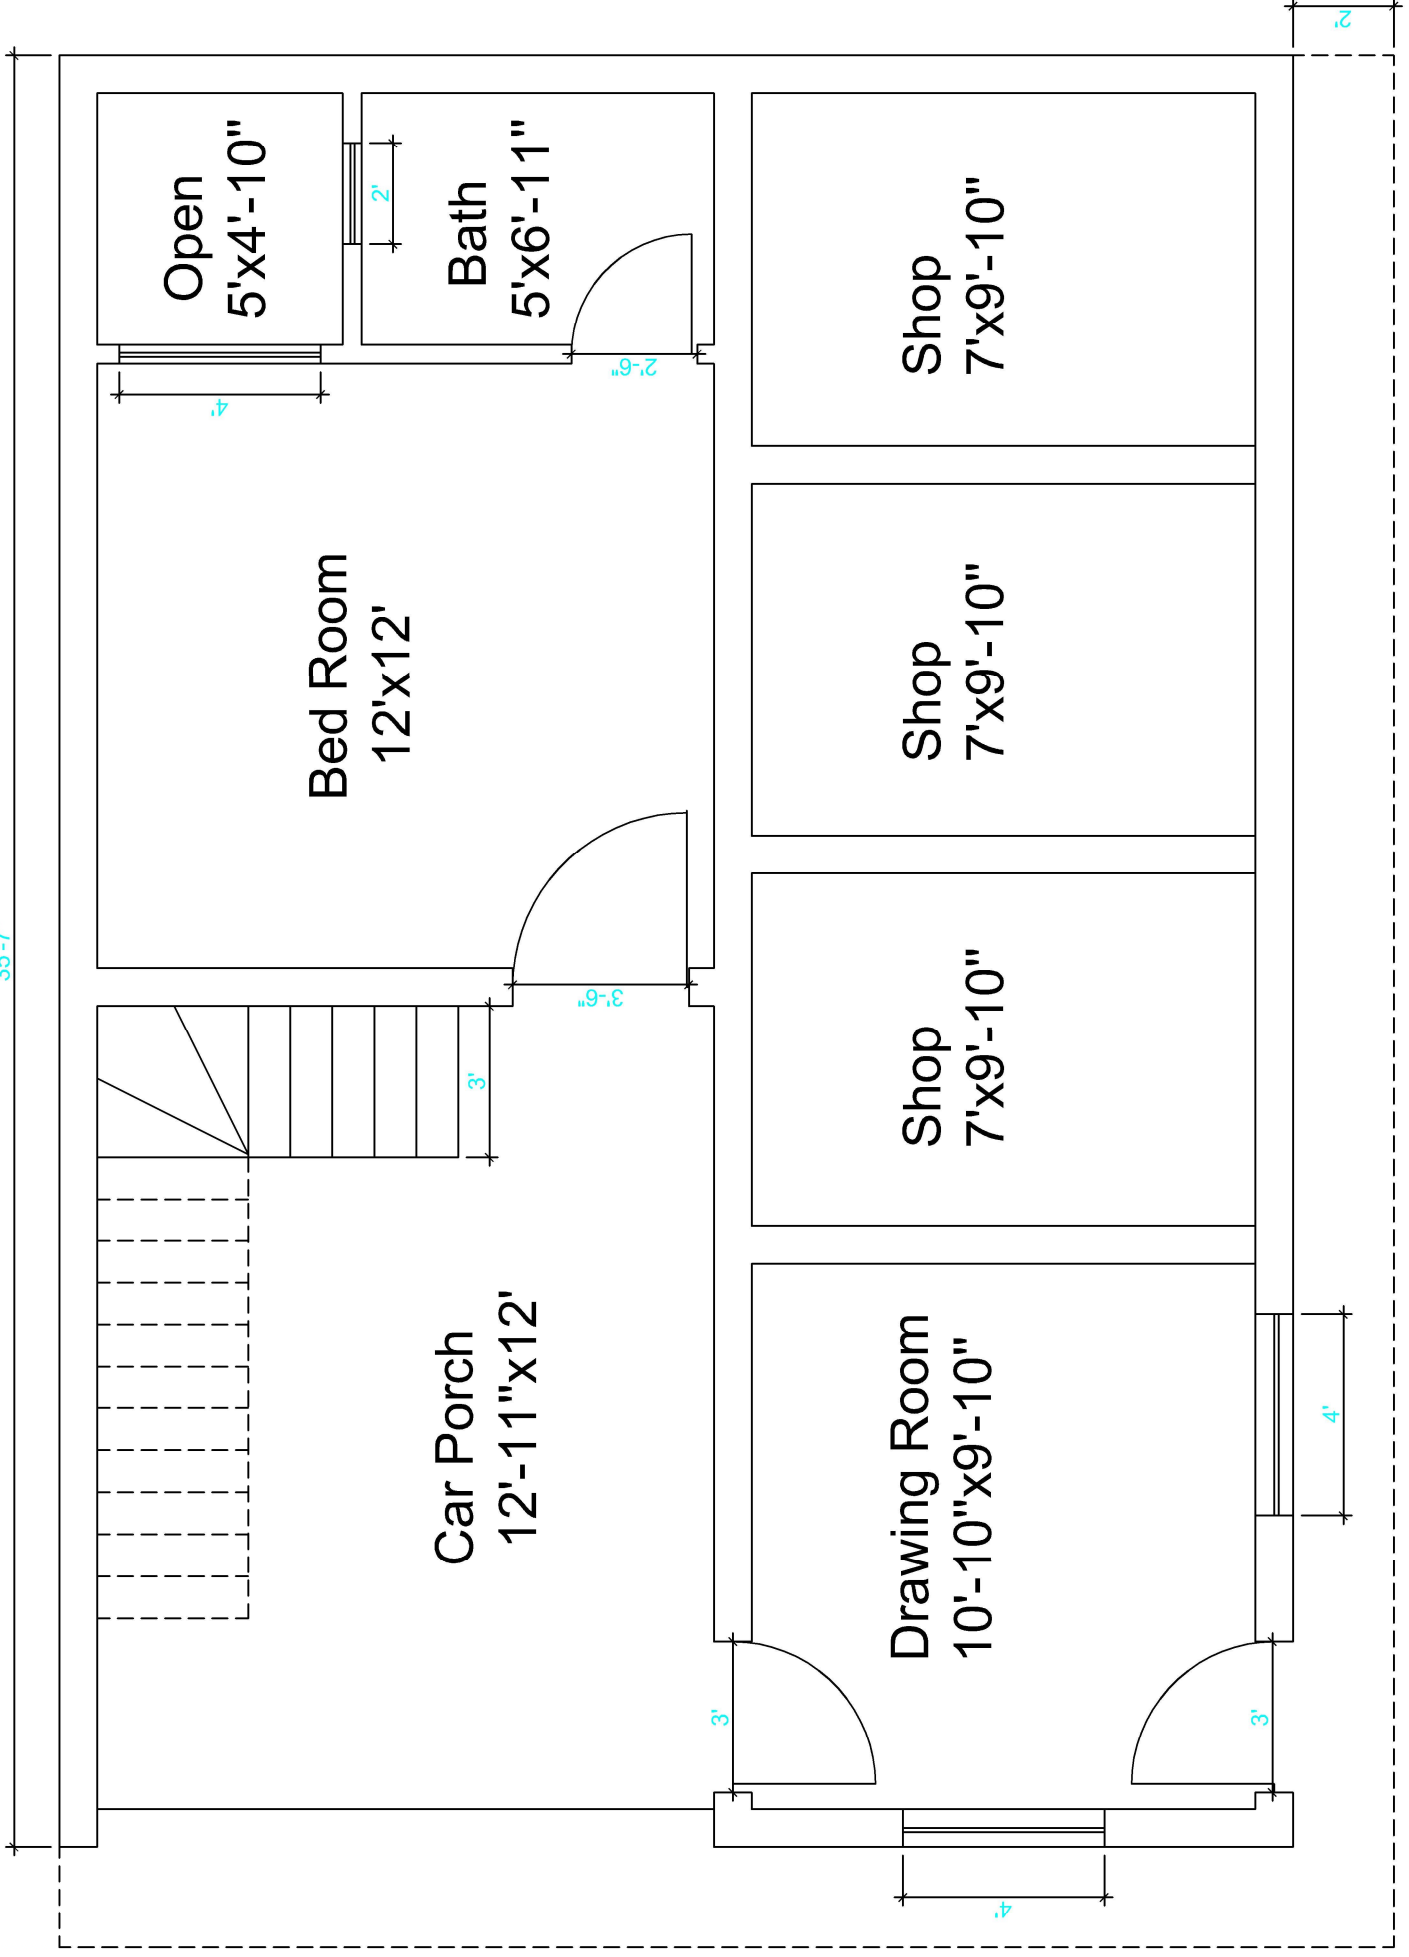 2'
Open
5'x4'-10"
2'
Bath
5'x6'-11"
4'
2'-6"
Shop
7'x9'-10"
Bed Room
12'x12'
Shop
7'x9'-10"
35'-7"
3'-6"
3'
Shop
7'x9'-10"
Car Porch
12'-11"x12'
Drawing Room
10'-10"x9'-10"
4'
3'
3'
4'